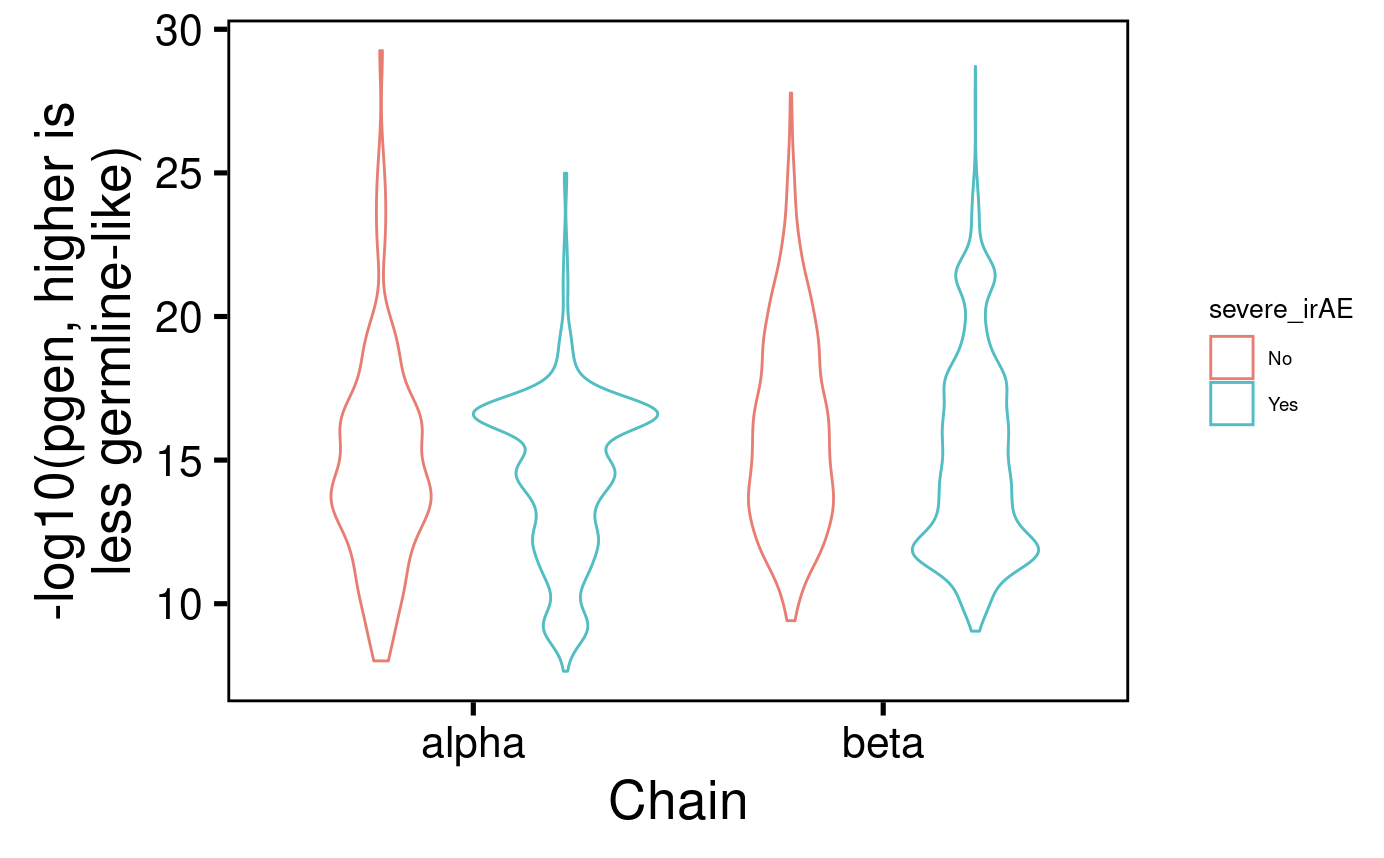 -log10(pgen, higher is
less germline-like)
30
25
20
15
10
alpha
beta
Chain
severe_irAE
No
Yes